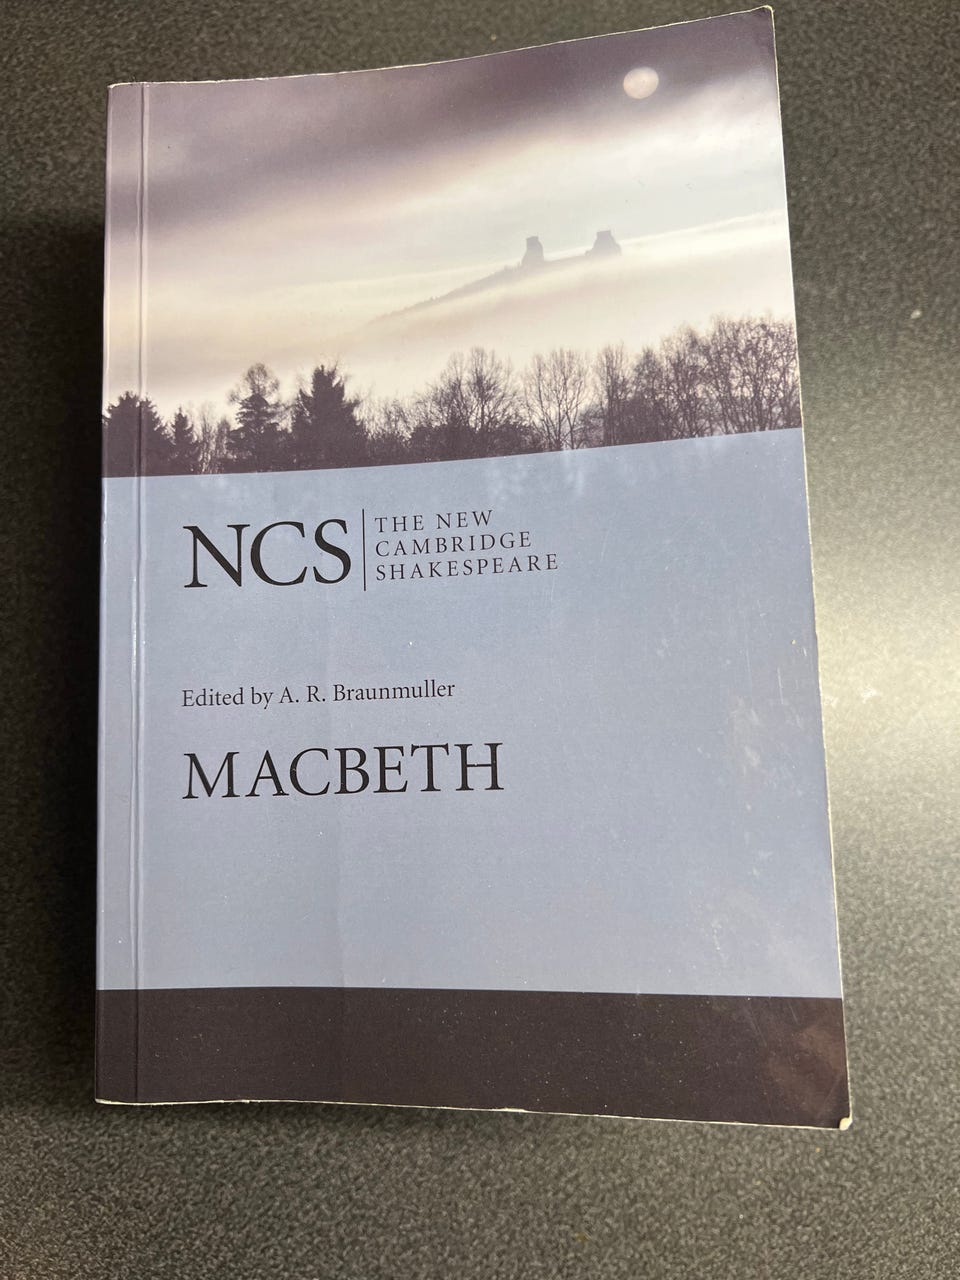 NCS
THE NEW
CAMBRIDGE
SHAKESPEARE
Edited by A. R. Braunmuller
MACBETH